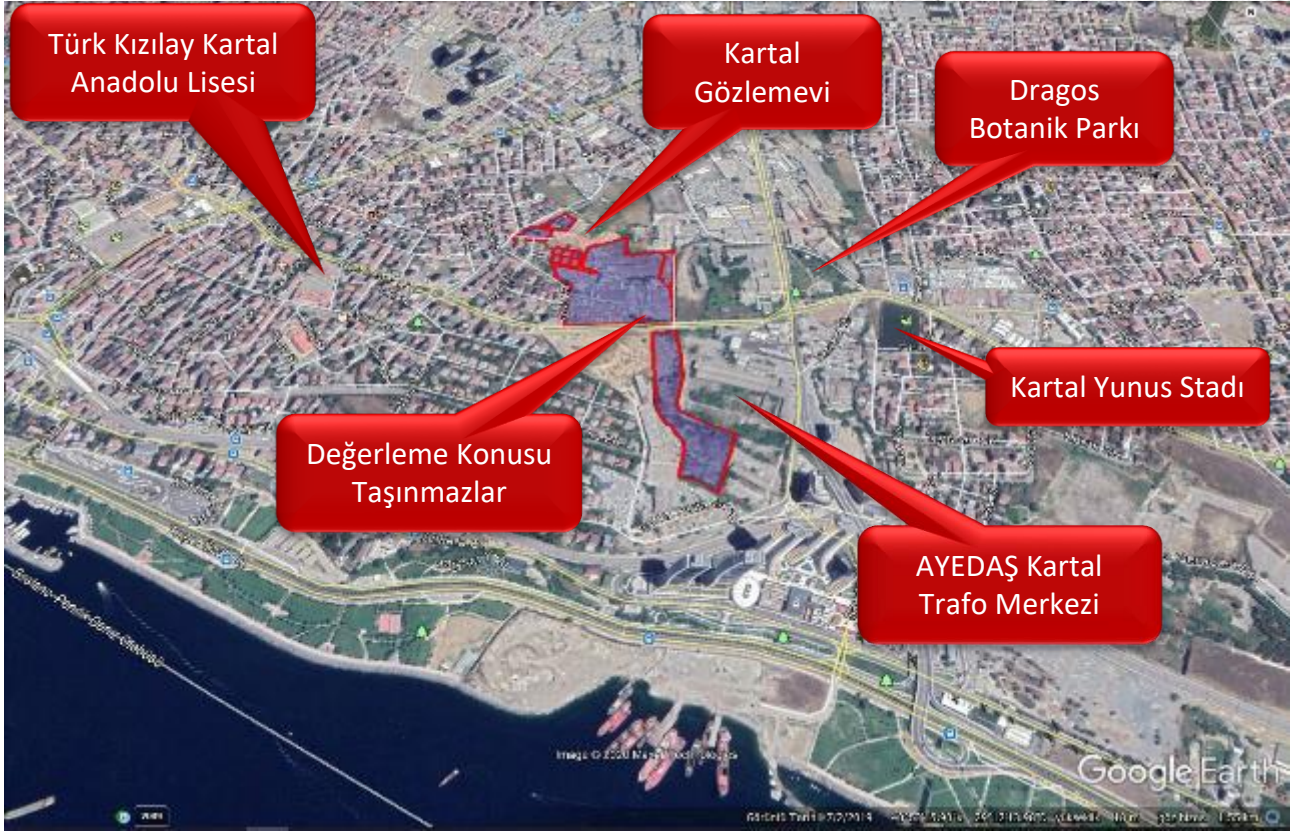 Türk Kızılay Kartal
Anadolu Lisesi
Kartal
Gözlemevi
Dragos
Botanik Parkı
Kartal Yunus Stadı
Değerleme Konusu
Taşınmazlar
AYEDAŞ Kartal
Trafo Merkezi
Google Earth